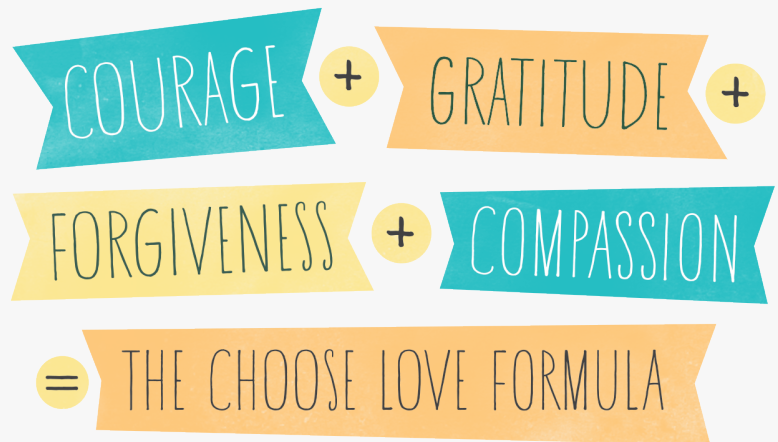 COURAGE + GRATITUDE +
FORGIVENESS + COMPASSION
= THE CHOOSE LOVE FORMULA